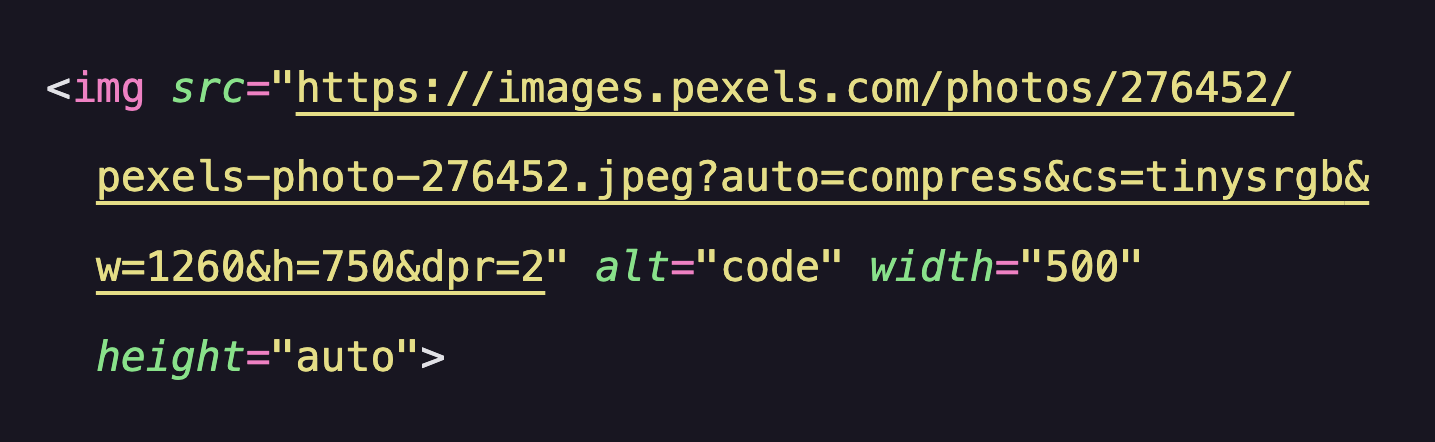 <img src="https://images.pexels.com/photos/276452/
pexels-photo-276452.jpeg?auto=compress&cs=tinysrgb&
w=1260&h=750&dpr=2" alt="code" width="500"
height="auto">